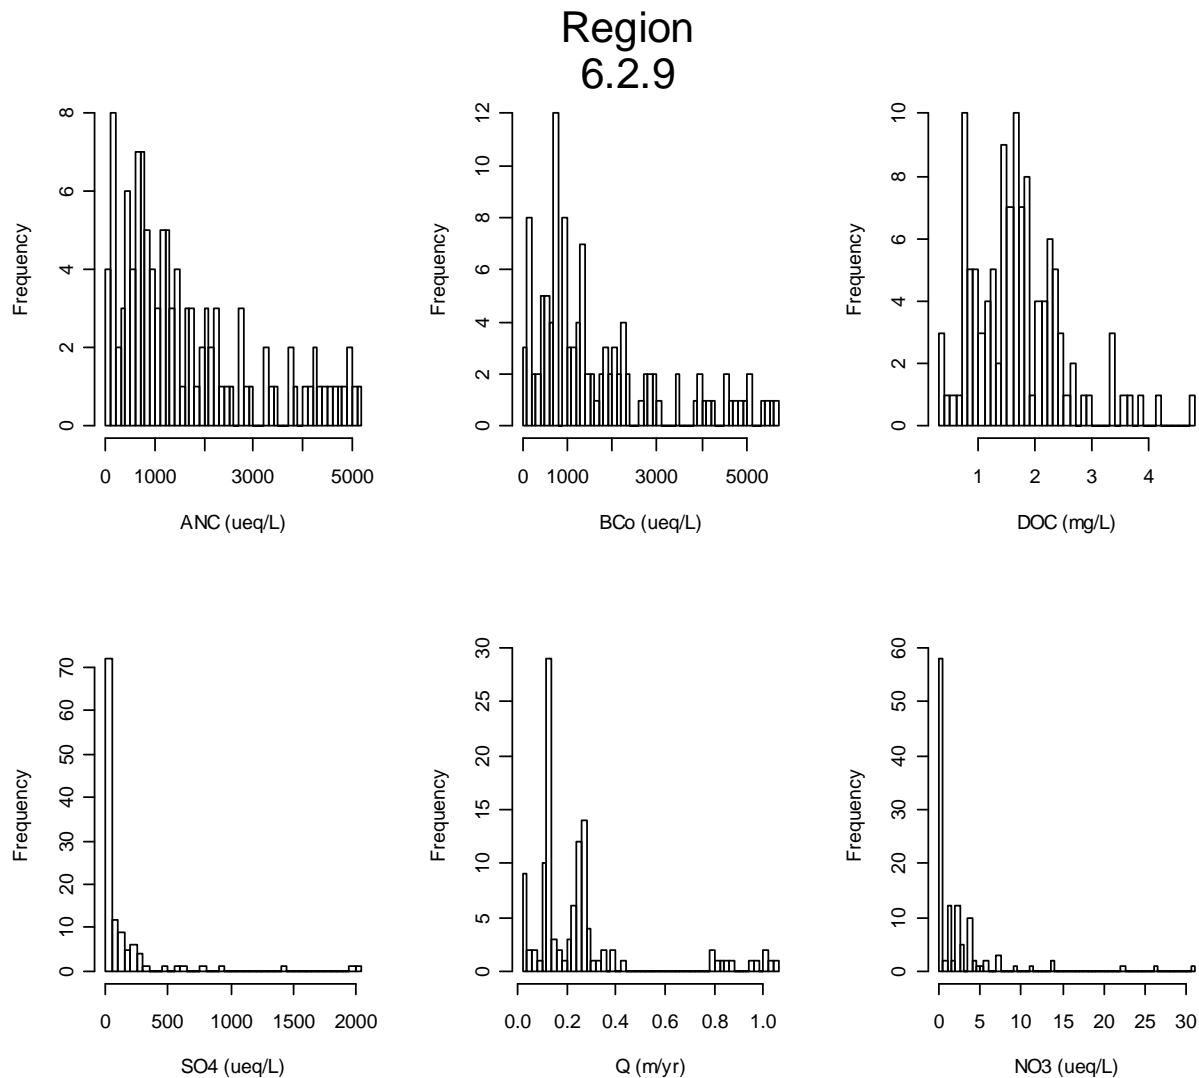 Region
6.2.9
Frequency
0 2 4 6 8
0 1000 3000 5000
ANC (ueq/L)
Frequency
0 2 4 6 8 10 12
0 1000 3000 5000
BCo (ueq/L)
Frequency
0 2 4 6 8 10
1 2 3 4
DOC (mg/L)
Frequency
0 10 20 30 40 50 60 70
0 500 1000 1500 2000
SO4 (ueq/L)
Frequency
0 5 10 15 20 25 30
0.0 0.2 0.4 0.6 0.8 1.0
Q (m/yr)
Frequency
0 10 20 30 40 50 60
0 5 10 15 20 25 30
NO3 (ueq/L)